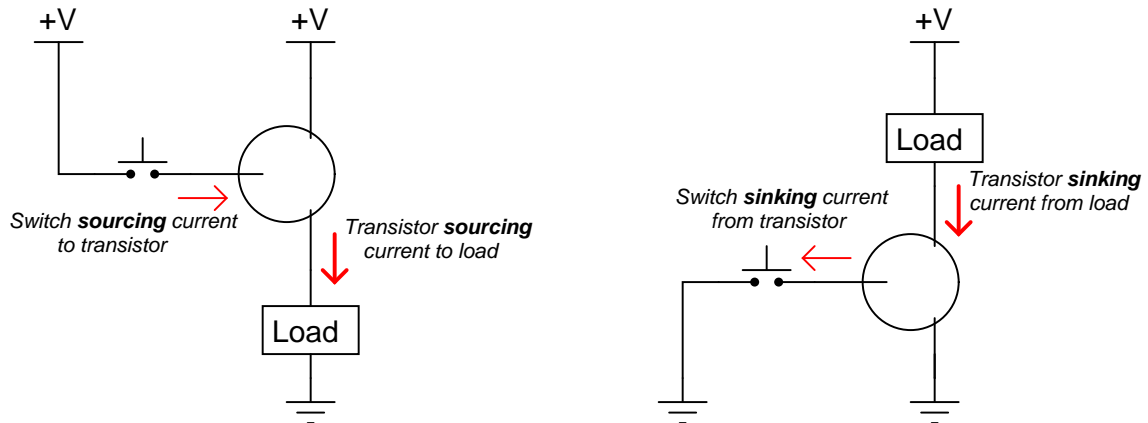 +V
+V
Switch sourcing current
to transistor
Transistor sourcing
current to load
Load
+V
Load
Switch sinking current
from transistor
Transistor sinking
current from load